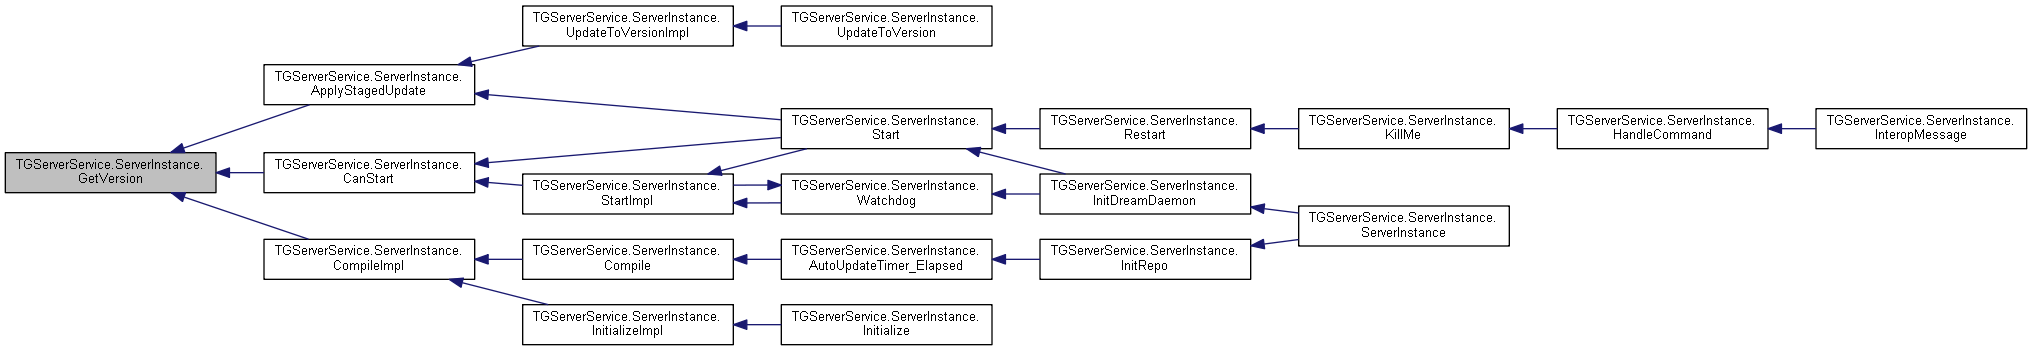 TGServerService.ServerInstance.
GetVersion
TGServerService.ServerInstance.
ApplyStagedUpdate
TGServerService.ServerInstance.
CanStart
TGServerService.ServerInstance.
CompileImpl
TGServerService.ServerInstance.
UpdateToVersionImpl
TGServerService.ServerInstance.
StartImpl
TGServerService.ServerInstance.
Compile
TGServerService.ServerInstance.
InitializeImpl
TGServerService.ServerInstance.
UpdateToVersion
TGServerService.ServerInstance.
Start
TGServerService.ServerInstance.
Watchdog
TGServerService.ServerInstance.
AutoUpdateTimer_Elapsed
TGServerService.ServerInstance.
Initialize
TGServerService.ServerInstance.
Restart
TGServerService.ServerInstance.
InitDreamDaemon
TGServerService.ServerInstance.
InitRepo
TGServerService.ServerInstance.
KillMe
TGServerService.ServerInstance.
ServerInstance
TGServerService.ServerInstance.
HandleCommand
TGServerService.ServerInstance.
InteropMessage